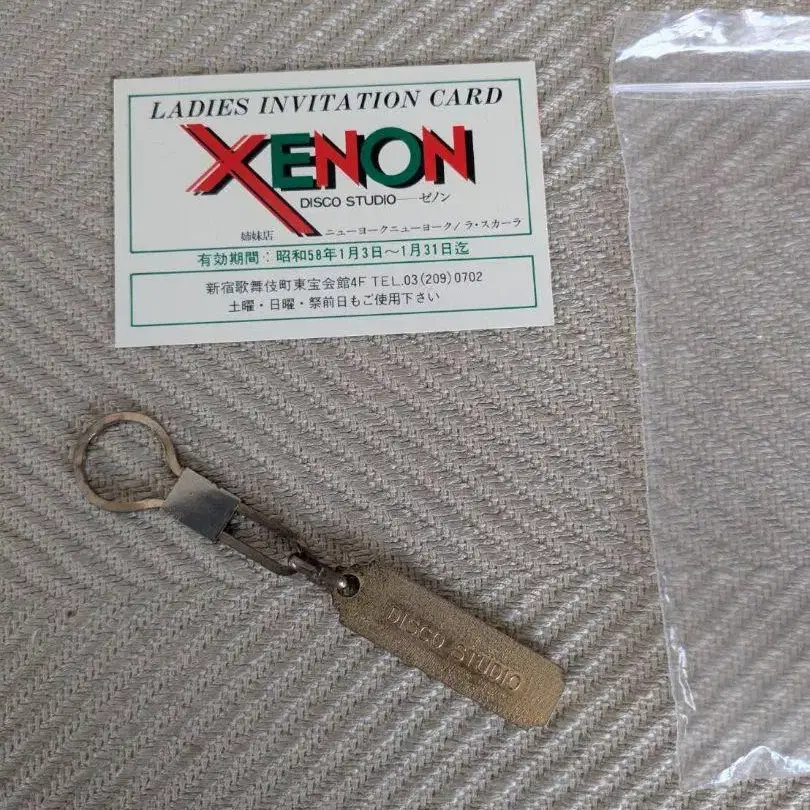 LADIES INVITATION CARD
XENON
DISCO STUDIO──ゼノン
姉妹店 ニューヨークニューヨーク/ラ・スカーラ
有効期間:昭和58年1月3日〜1月31日迄
新宿歌舞伎町東宝会館4F TEL.03(209)0702
土曜・日曜・祭前日もご使用下さい
DISCO STUDIO